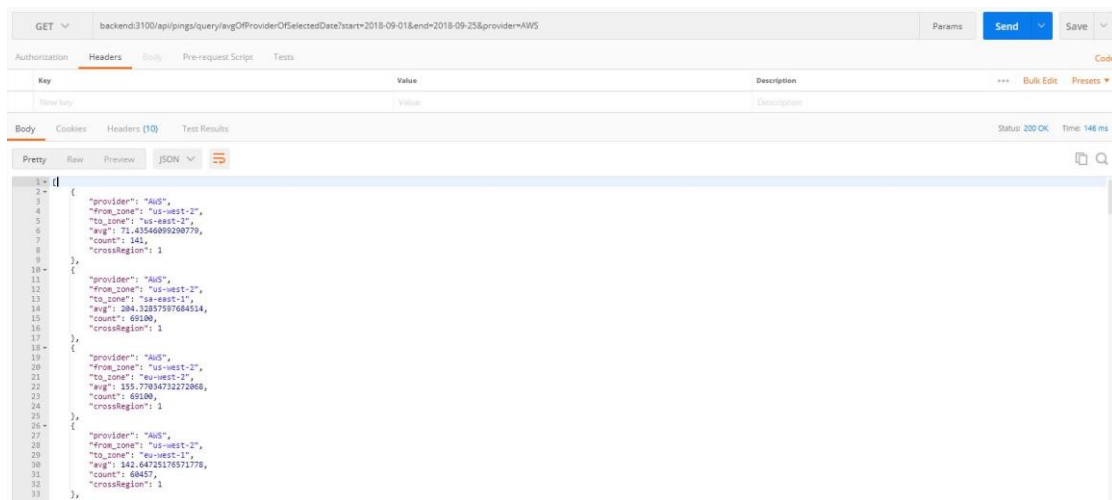 GET backend:3100/api/pings/query/avgOfProviderOfSelectedDate?start=2018-09-01&end=2018-09-25&provider=AWS Params Send Save
Authorization Headers Body Pre-request Script Tests Code
Key Value Description Bulk Edit Presets
New key Value Description
Body Cookies Headers (10) Test Results Status: 200 OK Time: 146 ms
Pretty Raw Preview JSON
1 [
2 {
3 "provider": "AWS",
4 "from_zone": "us-west-2",
5 "to_zone": "us-east-2",
6 "avg": 71.43546099290779,
7 "count": 141,
8 "crossRegion": 1
9 },
10 {
11 "provider": "AWS",
12 "from_zone": "us-west-2",
13 "to_zone": "sa-east-1",
14 "avg": 204.32857597684514,
15 "count": 69100,
16 "crossRegion": 1
17 },
18 {
19 "provider": "AWS",
20 "from_zone": "us-west-2",
21 "to_zone": "eu-west-2",
22 "avg": 155.77034732272068,
23 "count": 69100,
24 "crossRegion": 1
25 },
26 {
27 "provider": "AWS",
28 "from_zone": "us-west-2",
29 "to_zone": "eu-west-1",
30 "avg": 142.64725176571778,
31 "count": 60457,
32 "crossRegion": 1
33 },